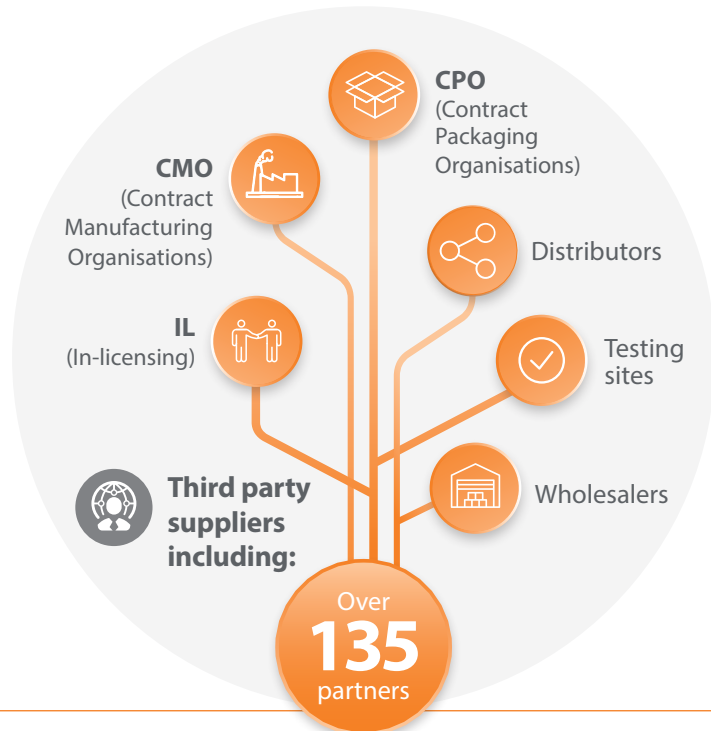 CPO
(Contract
Packaging
Organisations)
CMO
(Contract
Manufacturing
Organisations)
Distributors
IL
(In-licensing)
Testing
sites
Wholesalers
Third party
suppliers
including:
Over
135
partners